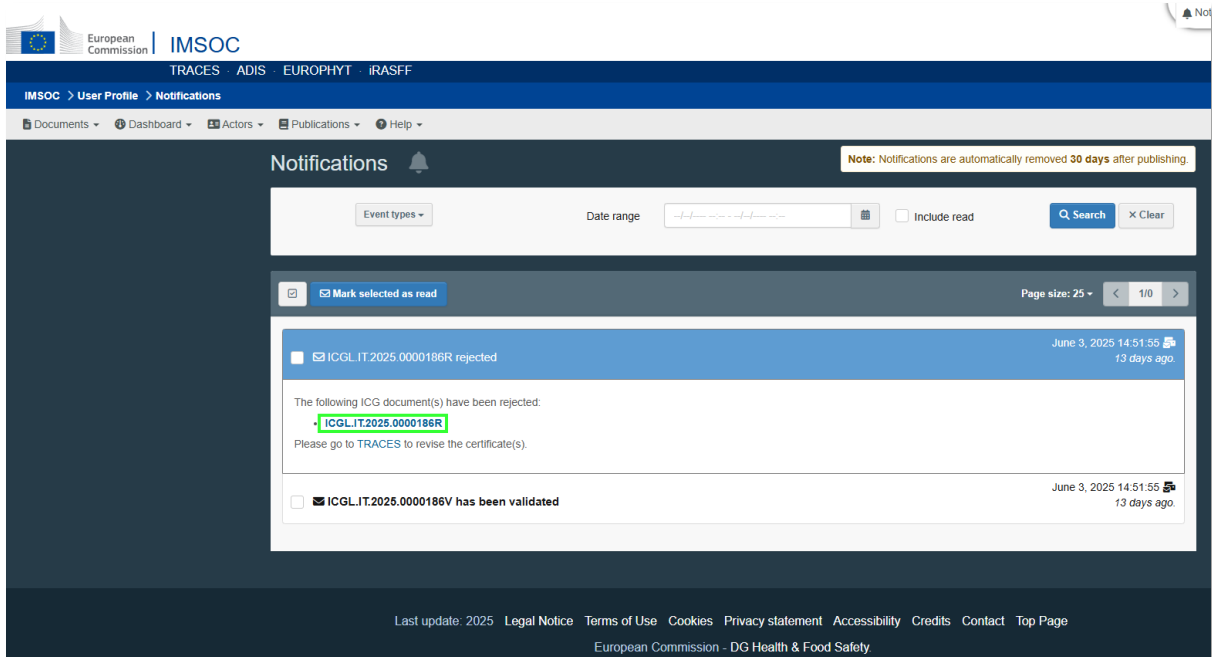 Not
European
Commission
IMSOC
TRACES · ADIS · EUROPHYT · iRASFF
IMSOC > User Profile > Notifications
Documents Dashboard Actors Publications Help
Notifications
Note: Notifications are automatically removed 30 days after publishing.
Event types Date range --/--/---- --:-- - --/--/---- --:-- Include read Search × Clear
Mark selected as read Page size: 25 < 1/0 >
June 3, 2025 14:51:55
ICGL.IT.2025.0000186R rejected
13 days ago.
The following ICG document(s) have been rejected:
• ICGL.IT.2025.0000186R
Please go to TRACES to revise the certificate(s).
June 3, 2025 14:51:55
ICGL.IT.2025.0000186V has been validated
13 days ago.
Last update: 2025 Legal Notice Terms of Use Cookies Privacy statement Accessibility Credits Contact Top Page
European Commission - DG Health & Food Safety.